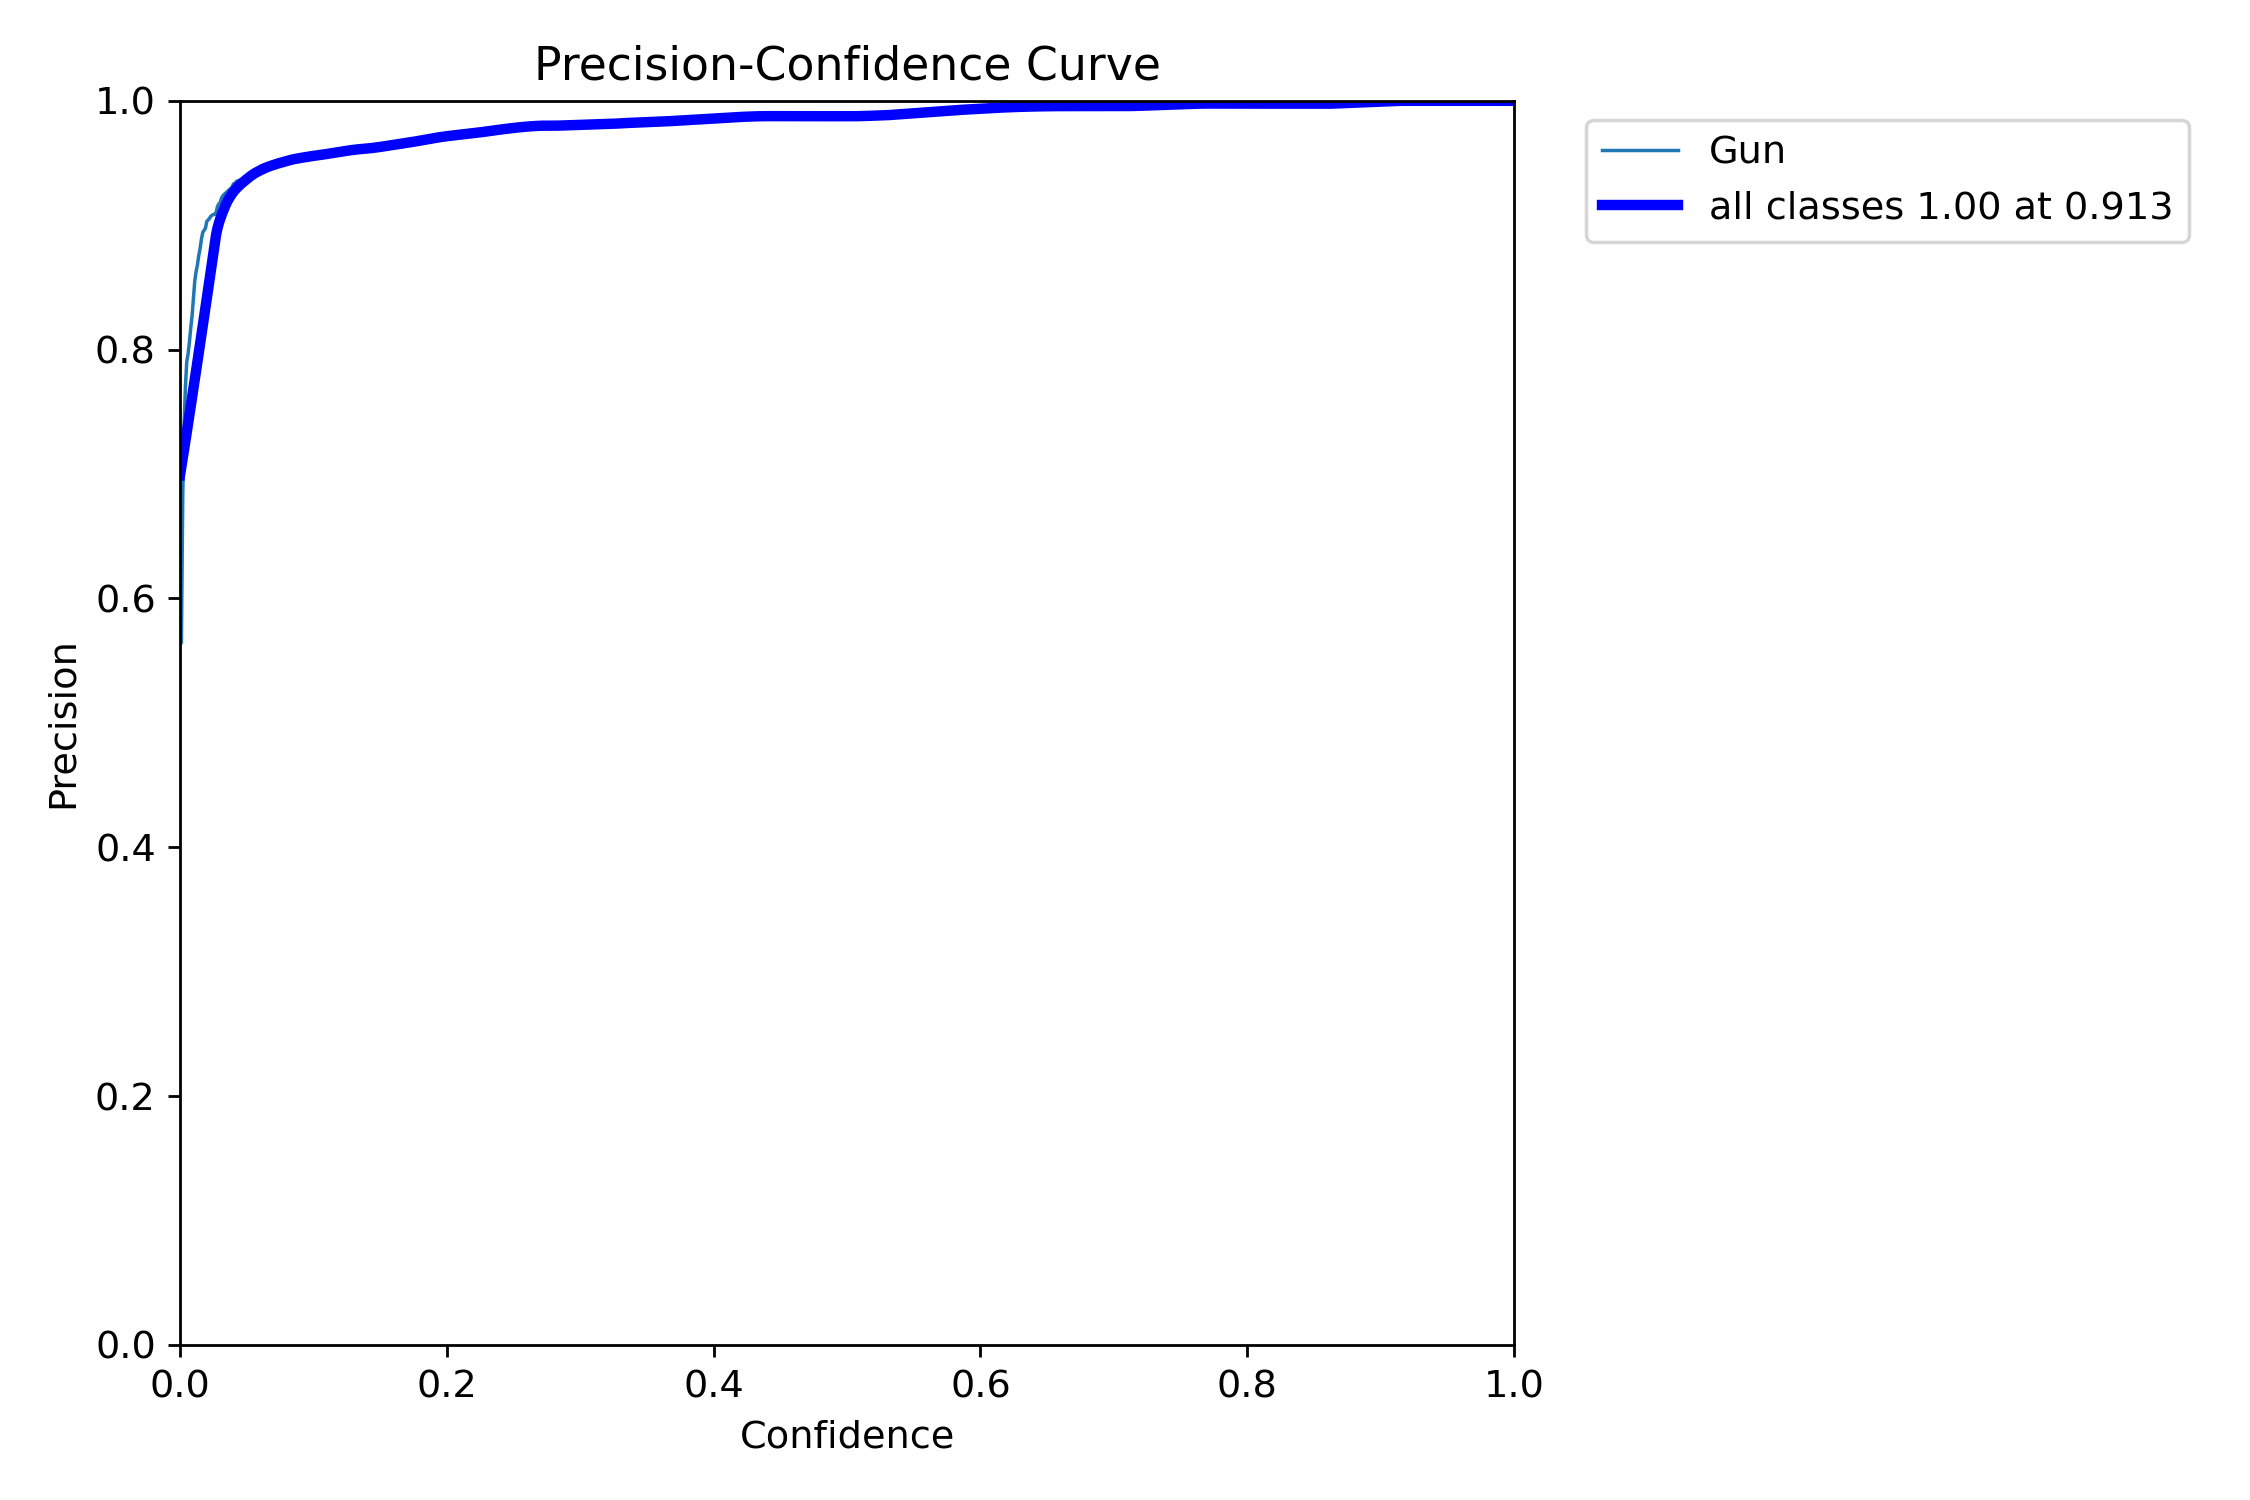 Precision-Confidence Curve
Gun
all classes 1.00 at 0.913
1.0
0.8
0.6
0.4
0.2
0.0
Precision
0.0 0.2 0.4 0.6 0.8 1.0
Confidence